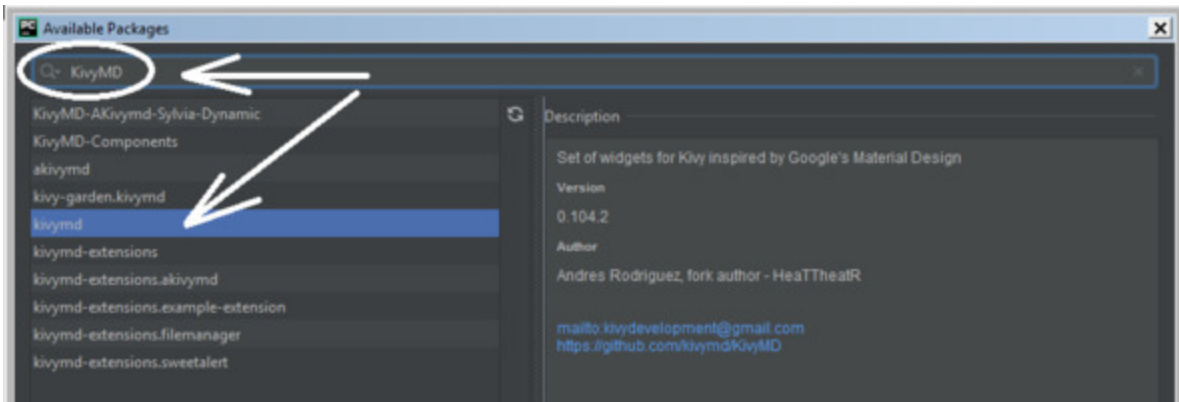 PC Available Packages
KivyMD
KivyMD-AKivymd-Sylvia-Dynamic
KivyMD-Components
akivymd
kivy-garden.kivymd
kivymd
kivymd-extensions
kivymd-extensions.akivymd
kivymd-extensions.example-extension
kivymd-extensions.filemanager
kivymd-extensions.sweetalert
Description
Set of widgets for Kivy inspired by Google's Material Design
Version
0.104.2
Author
Andres Rodriguez, fork author - HeaTTheatR
mailto:kivydevelopment@gmail.com
https://github.com/kivymd/KivyMD